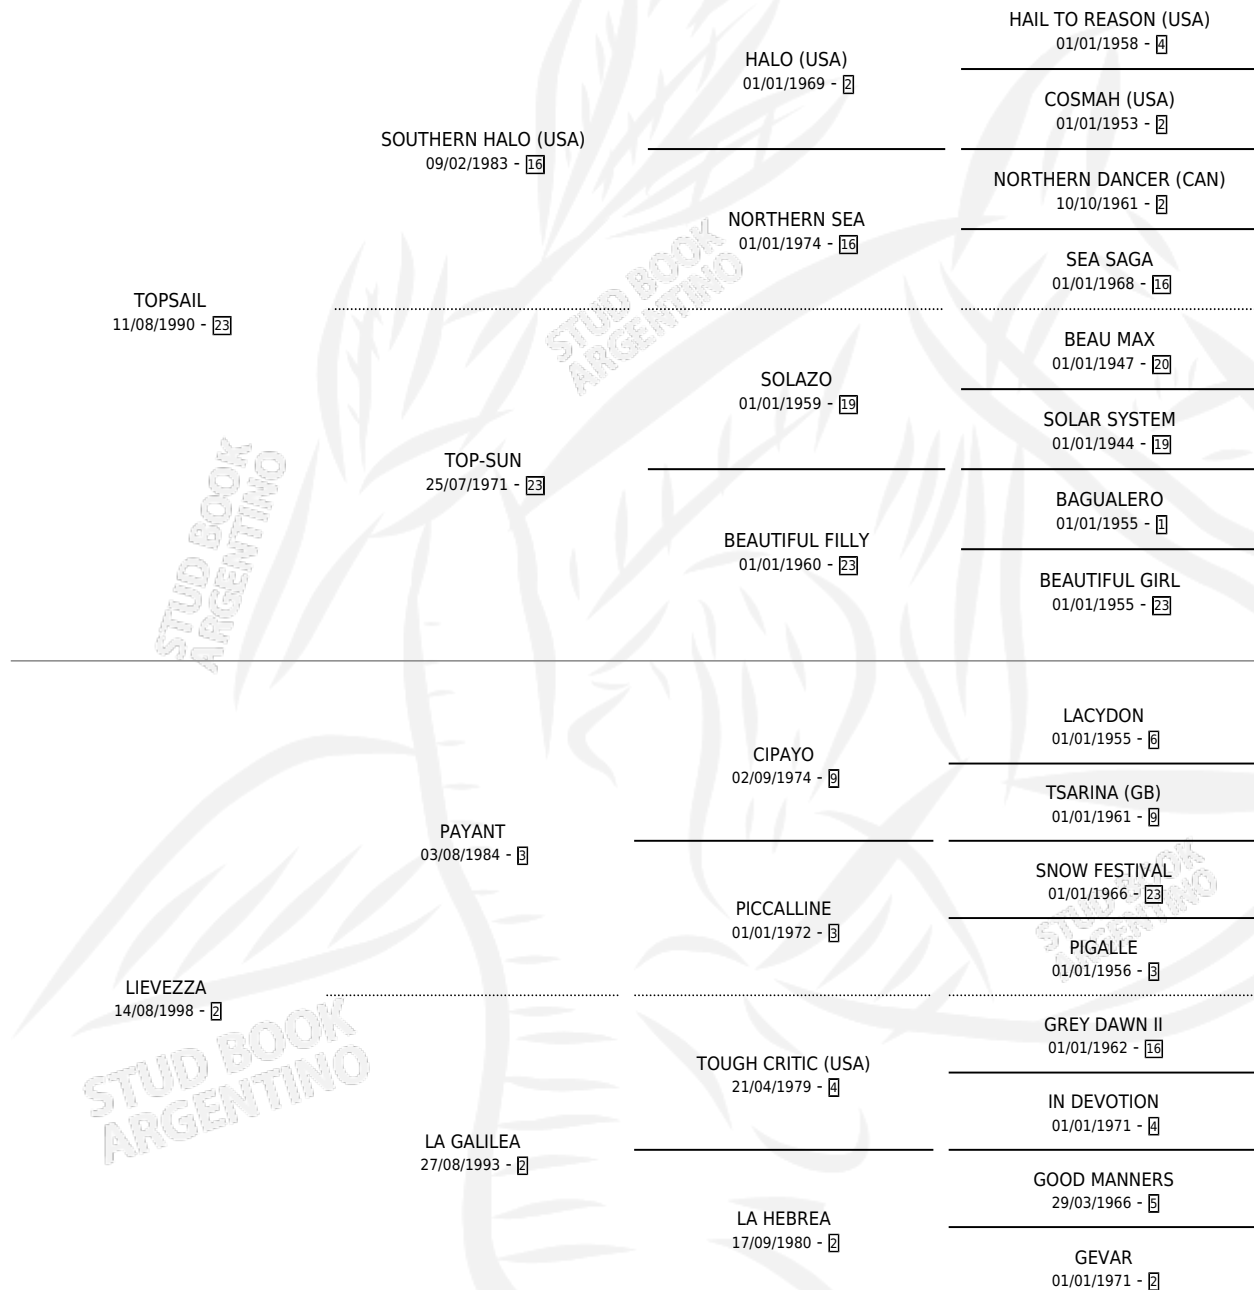 HAIL TO REASON (USA)
01/01/1958 - 4
HALO (USA)
01/01/1969 - 2
COSMAH (USA)
01/01/1953 - 2
SOUTHERN HALO (USA)
09/02/1983 - 16
NORTHERN DANCER (CAN)
10/10/1961 - 2
NORTHERN SEA
01/01/1974 - 16
SEA SAGA
01/01/1968 - 16
TOPSAIL
11/08/1990 - 23
BEAU MAX
01/01/1947 - 20
SOLAZO
01/01/1959 - 19
SOLAR SYSTEM
01/01/1944 - 19
TOP-SUN
25/07/1971 - 23
BAGUALERO
01/01/1955 - 1
BEAUTIFUL FILLY
01/01/1960 - 23
BEAUTIFUL GIRL
01/01/1955 - 23
LACYDON
01/01/1955 - 6
CIPAYO
02/09/1974 - 9
TSARINA (GB)
01/01/1961 - 9
PAYANT
03/08/1984 - 3
SNOW FESTIVAL
01/01/1966 - 23
PICCALLINE
01/01/1972 - 3
PIGALLE
01/01/1956 - 3
LIEVEZZA
14/08/1998 - 2
GREY DAWN II
01/01/1962 - 16
TOUGH CRITIC (USA)
21/04/1979 - 4
IN DEVOTION
01/01/1971 - 4
LA GALILEA
27/08/1993 - 2
GOOD MANNERS
29/03/1966 - 5
LA HEBREA
17/09/1980 - 2
GEVAR
01/01/1971 - 2
STUD BOOK
ARGENTINO
STUD BOOK
ARGENTINO
STUD BOOK
ARGENTINO
STUD BOOK
ARGENTINO